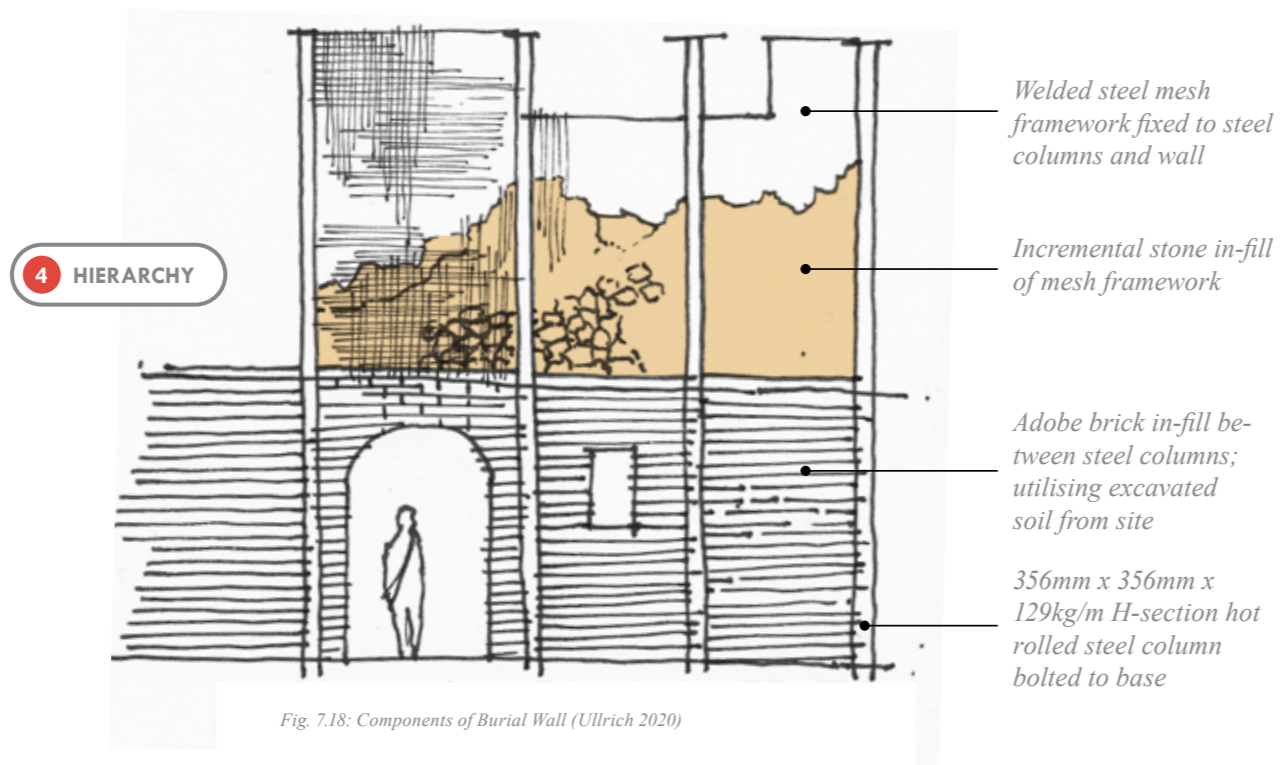 Welded steel mesh
framework fixed to steel
columns and wall
4 HIERARCHY
Incremental stone in-fill
of mesh framework
Adobe brick in-fill be-
tween steel columns;
utilising excavated
soil from site
356mm x 356mm x
129kg/m H-section hot
rolled steel column
bolted to base
Fig. 7.18: Components of Burial Wall (Ullrich 2020)